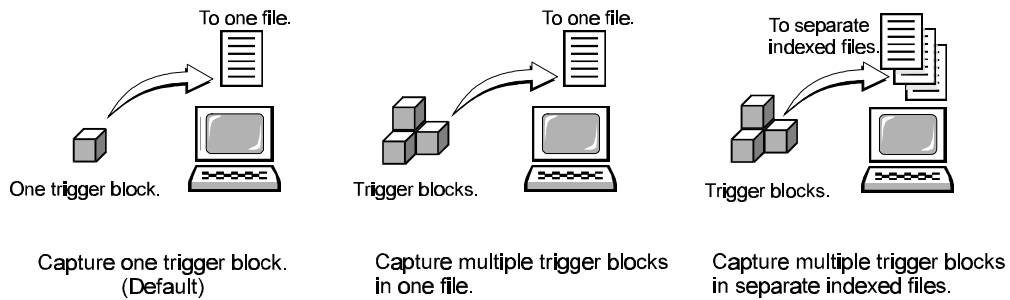 To one file.
One trigger block.
Capture one trigger block.
(Default)
To one file.
Trigger blocks.
Capture multiple trigger blocks
in one file.
To separate
indexed files.
Trigger blocks.
Capture multiple trigger blocks
in separate indexed files.